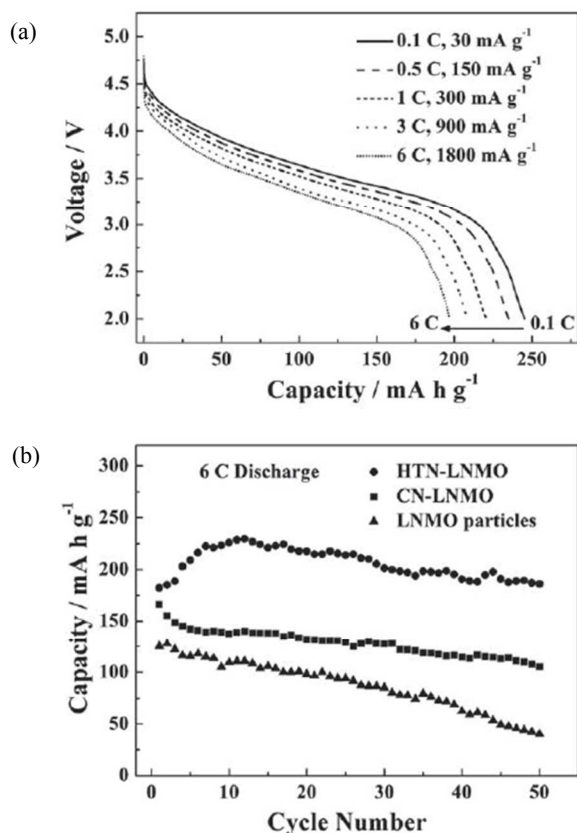 (a)
5.0
4.5
4.0
3.5
3.0
2.5
2.0
Voltage / V
0.1 C, 30 mA g⁻¹
0.5 C, 150 mA g⁻¹
1 C, 300 mA g⁻¹
3 C, 900 mA g⁻¹
6 C, 1800 mA g⁻¹
6 C
0.1 C
0 50 100 150 200 250
Capacity / mA h g⁻¹
(b)
300
250
200
150
100
50
0
Capacity / mA h g⁻¹
6 C Discharge
HTN-LNMO
CN-LNMO
LNMO particles
0 10 20 30 40 50
Cycle Number